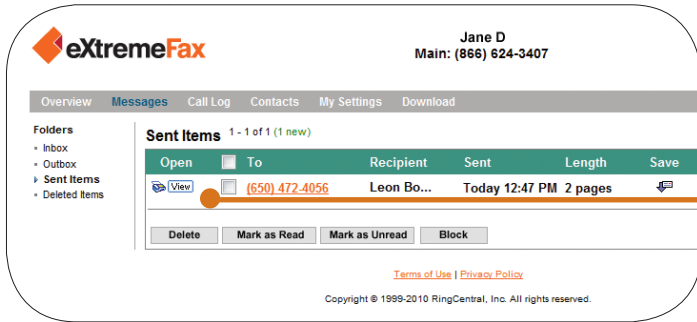 eXtremeFax
Jane D
Main: (866) 624-3407
Overview Messages Call Log Contacts My Settings Download
Folders
Inbox
Outbox
Sent Items
Deleted Items
Sent Items 1 - 1 of 1 (1 new)
Open To Recipient Sent Length Save
View (650) 472-4056 Leon Bo... Today 12:47 PM 2 pages
Delete Mark as Read Mark as Unread Block
Terms of Use | Privacy Policy
Copyright © 1999-2010 RingCentral, Inc. All rights reserved.